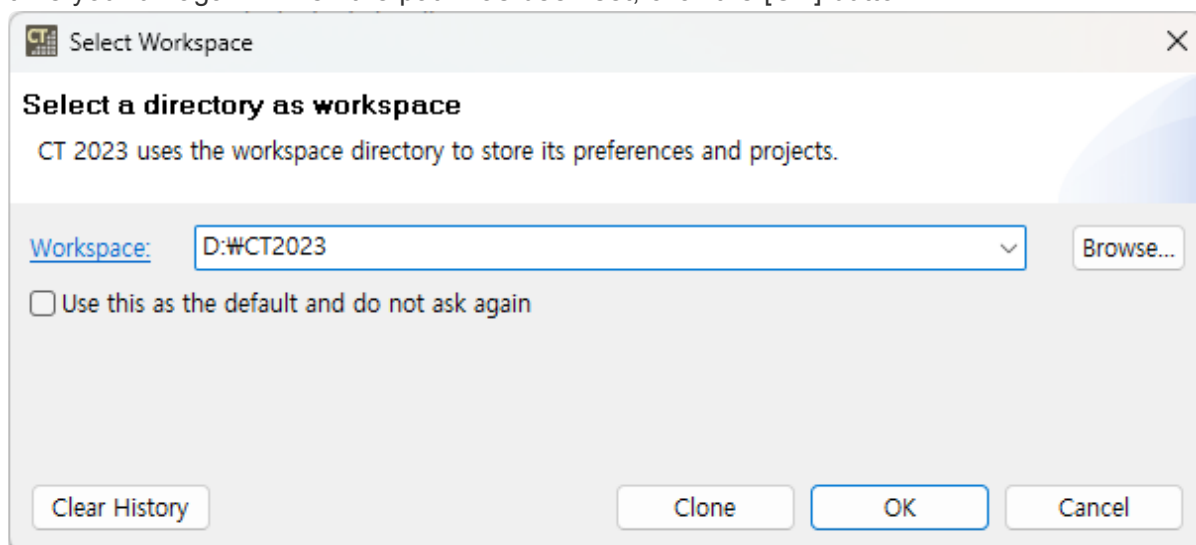 Select Workspace
Select a directory as workspace
CT 2023 uses the workspace directory to store its preferences and projects.
Workspace: D:₩CT2023 Browse...
Use this as the default and do not ask again
Clear History Clone OK Cancel